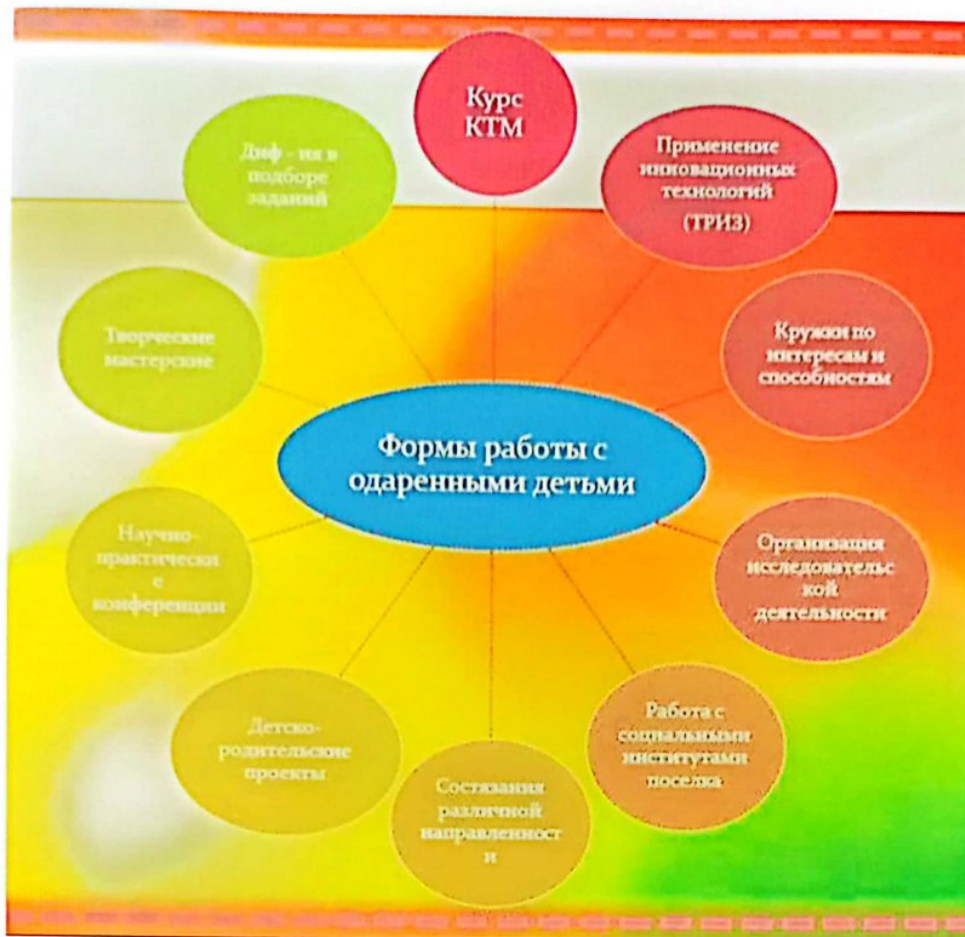 Курс
КТМ
Применение
инновационных
технологий
(ТРИЗ)
Кружки по
интересам и
способностям
Организация
исследовательс
кой
деятельности
Работа с
социальными
институтами
поселка
Состязания
различной
направленност
и
Детско-
родительские
проекты
Научно-
практически
е
конференции
Творческие
мастерские
Диф - ия в
подборе
заданий
Формы работы с
одаренными детьми